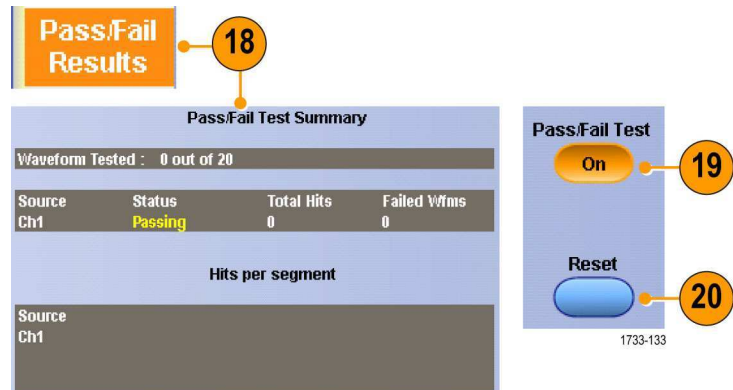 Pass/Fail
Results
18
Pass/Fail Test Summary
Waveform Tested : 0 out of 20
Source Status Total Hits Failed Wfms
Ch1 Passing 0 0
Hits per segment
Source
Ch1
Pass/Fail Test
On
19
Reset
20
1733-133